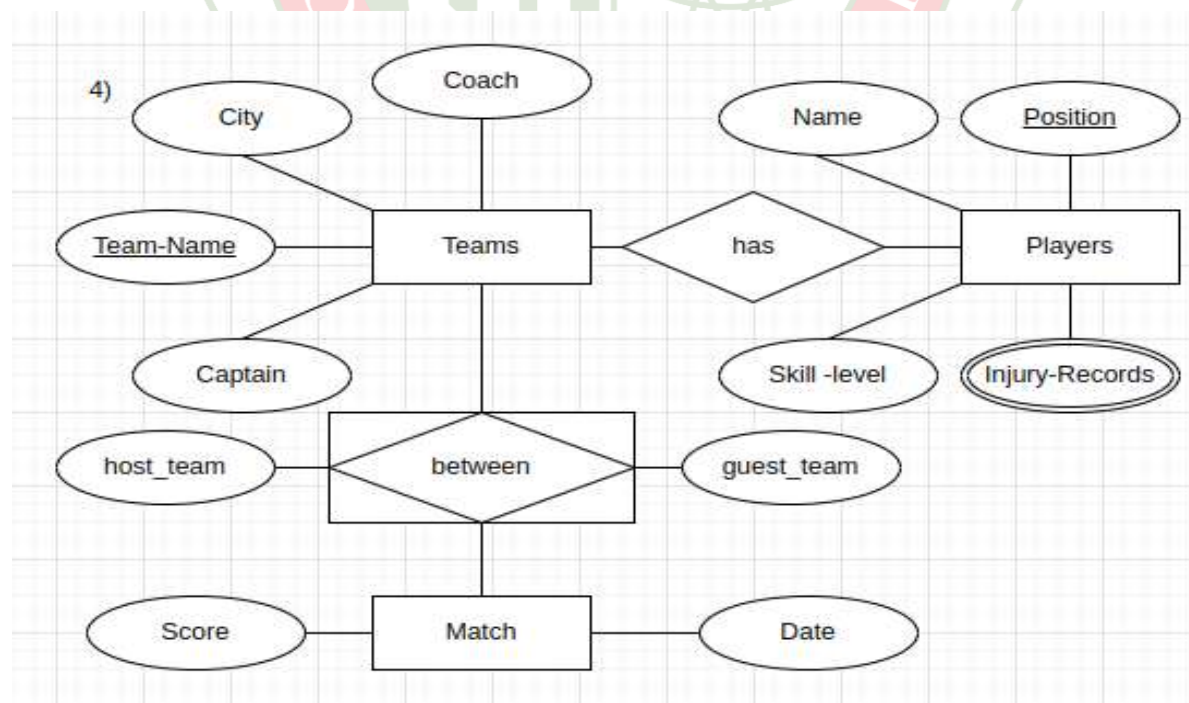 Coach
4)
City
Name
Position
Team-Name
Teams
has
Players
Captain
Skill -level
Injury-Records
host_team
between
guest_team
Score
Match
Date